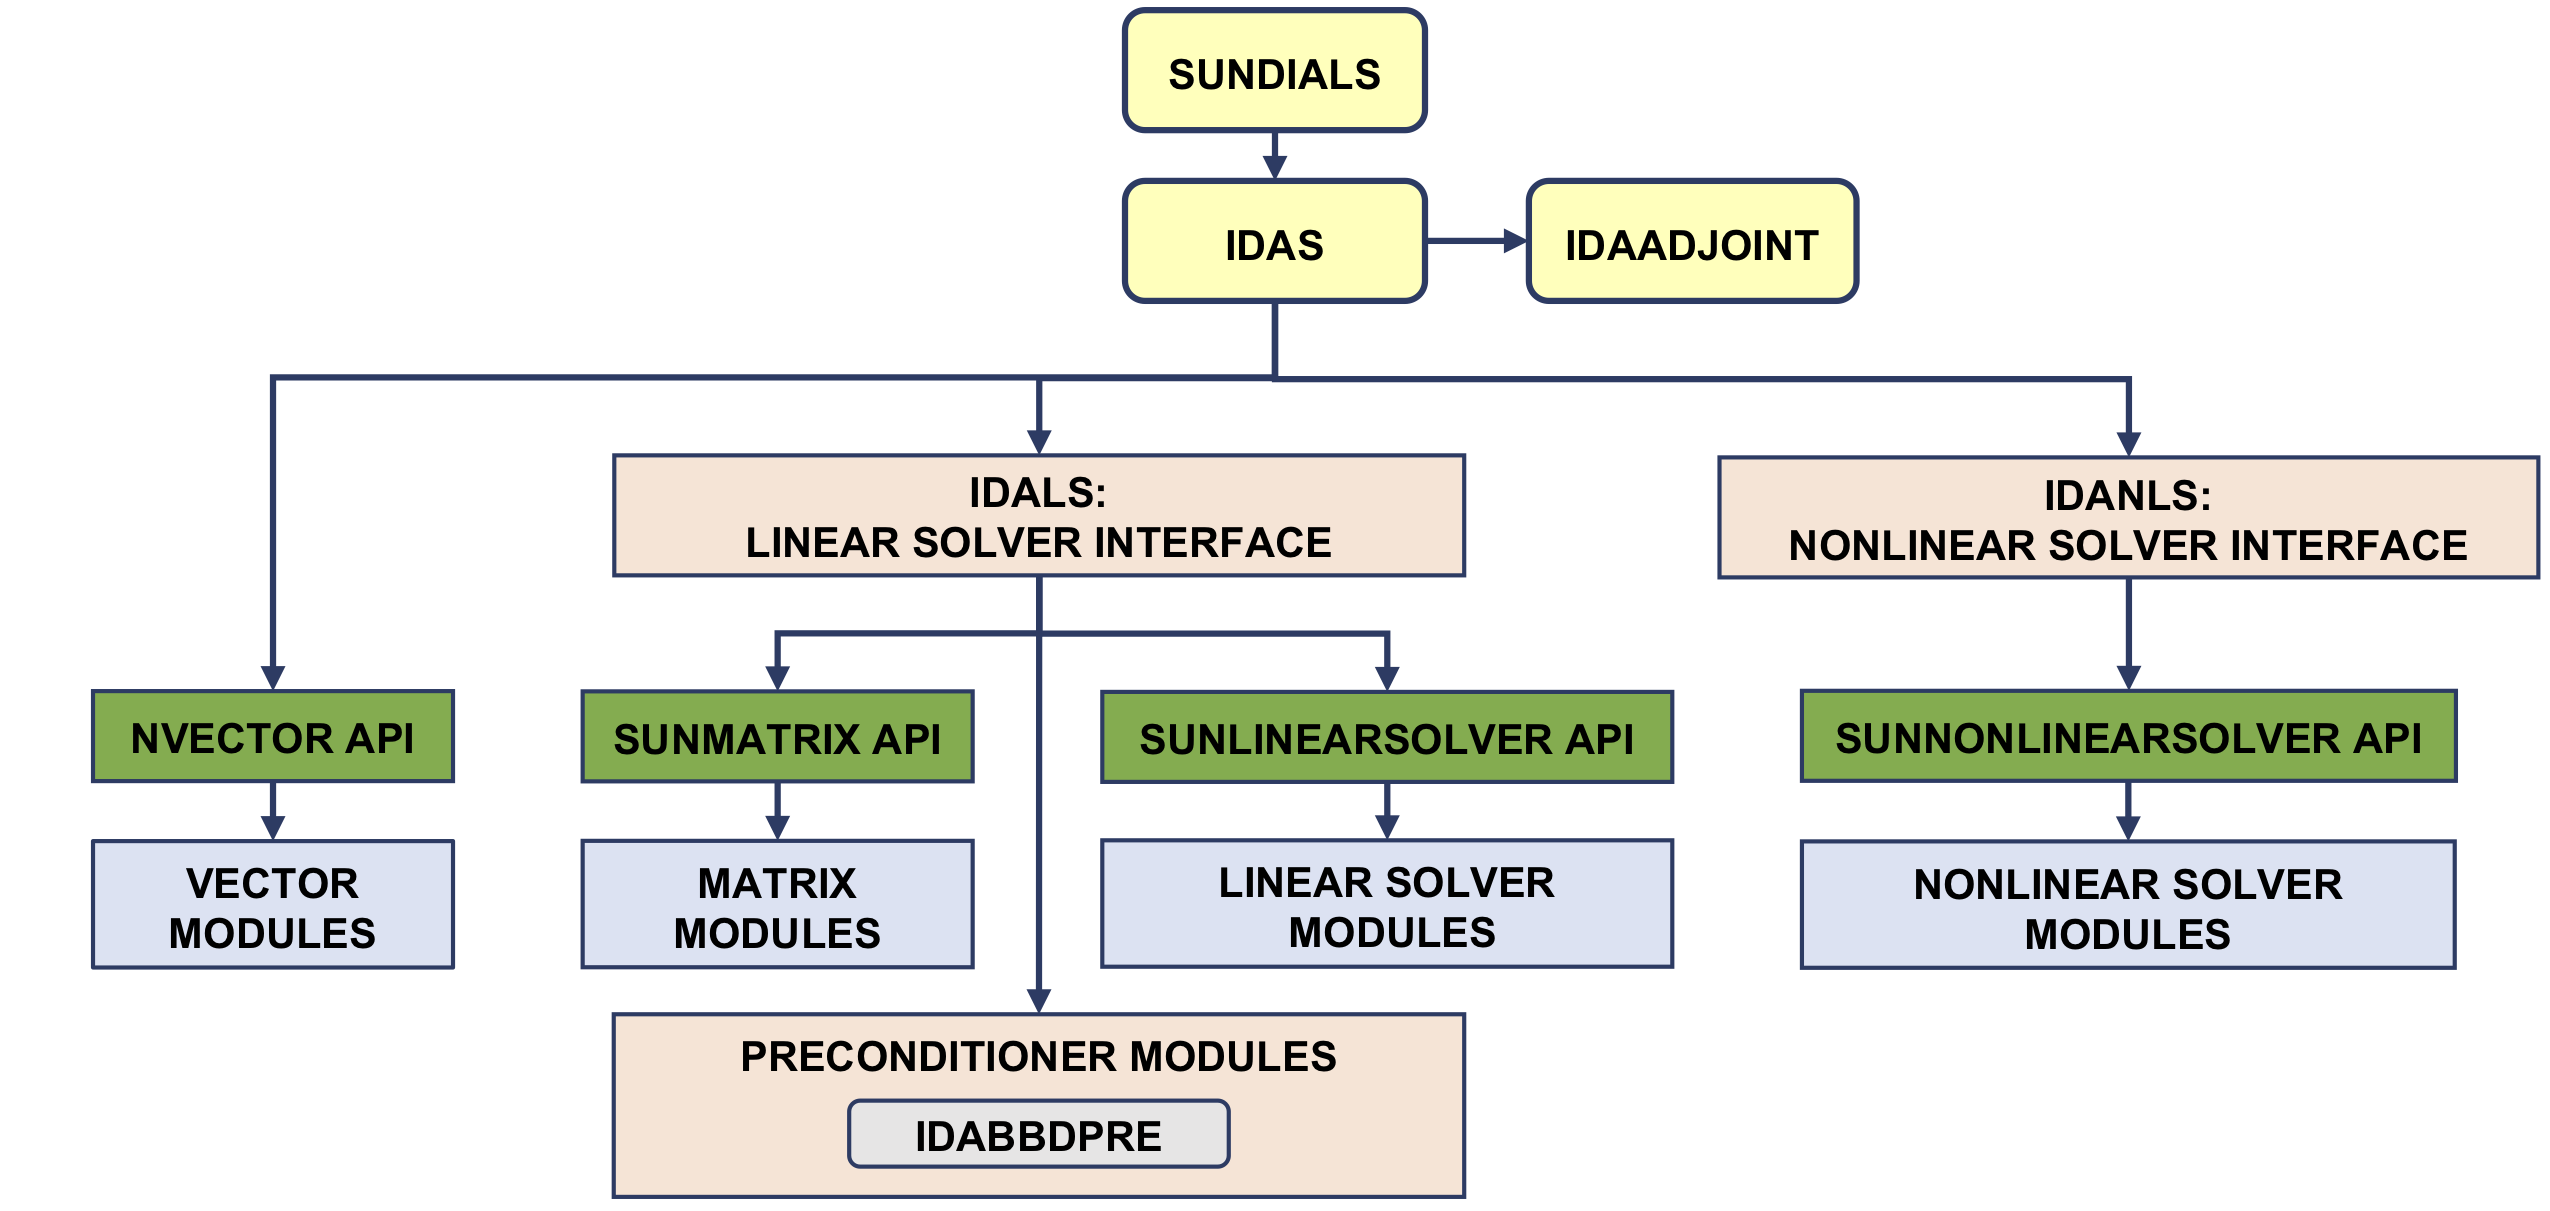 SUNDIALS
IDAS
IDAADJOINT
IDALS:
LINEAR SOLVER INTERFACE
IDANLS:
NONLINEAR SOLVER INTERFACE
NVECTOR API
SUNMATRIX API
SUNLINEARSOLVER API
SUNNONLINEARSOLVER API
VECTOR
MODULES
MATRIX
MODULES
LINEAR SOLVER
MODULES
NONLINEAR SOLVER
MODULES
PRECONDITIONER MODULES
IDABBDPRE